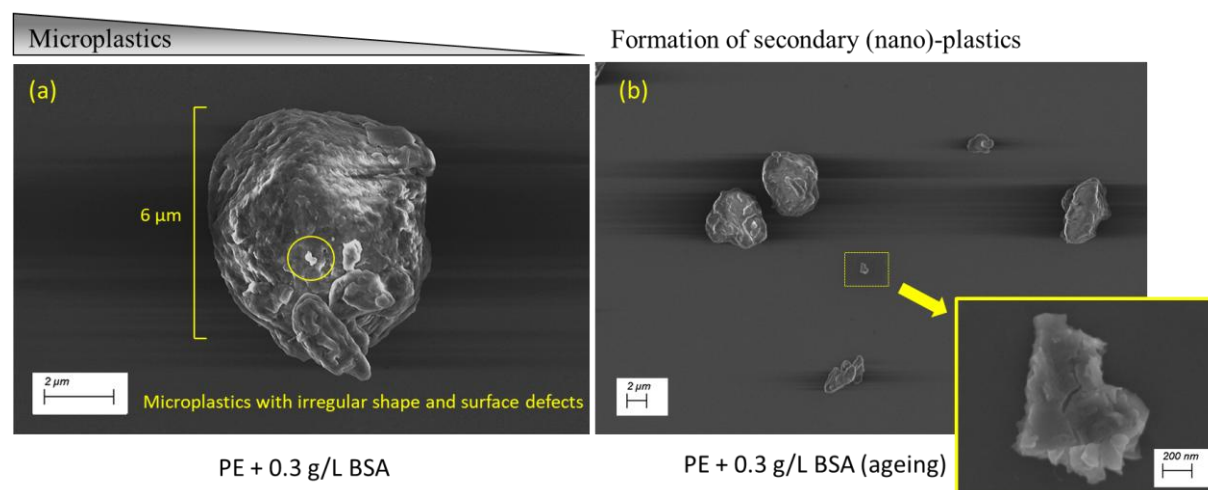 Microplastics
Formation of secondary (nano)-plastics
(a)
6 µm
2 µm
Microplastics with irregular shape and surface defects
(b)
2 µm
200 nm
PE + 0.3 g/L BSA
PE + 0.3 g/L BSA (ageing)